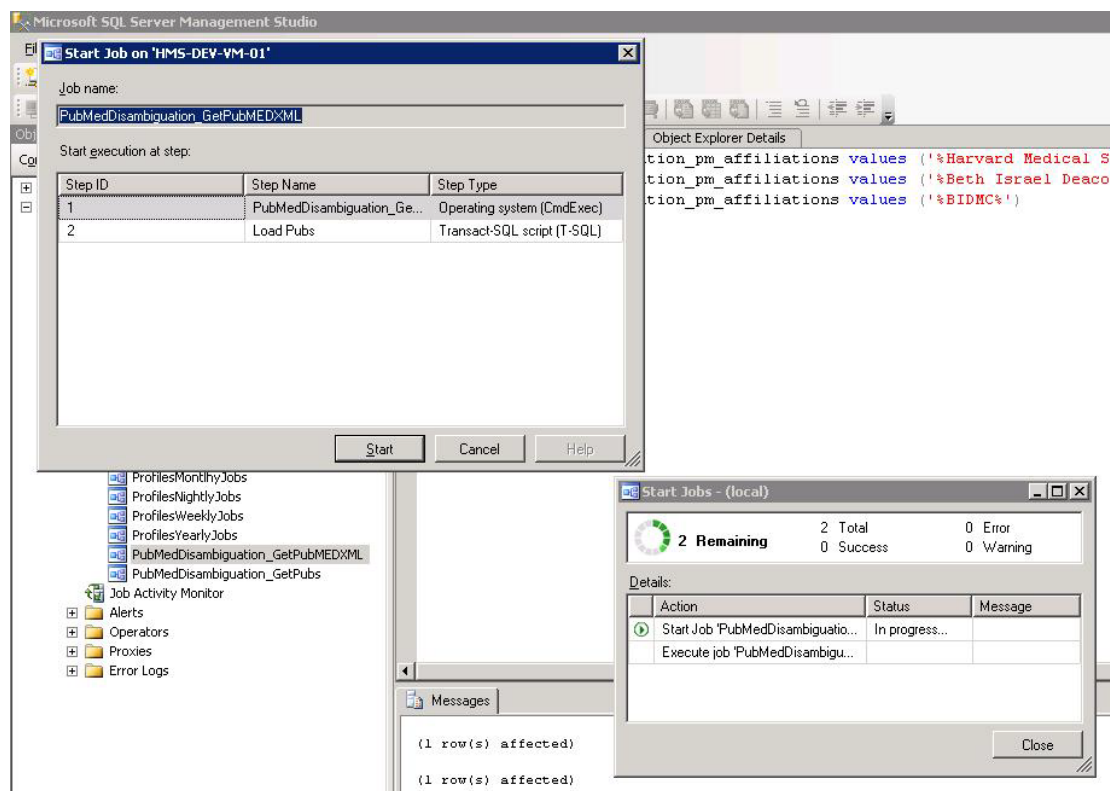 Microsoft SQL Server Management Studio
Start Job on 'HMS-DEV-VM-01'
Job name:
PubMedDisambiguation_GetPubMEDXML
Start execution at step:
Step ID Step Name Step Type
1 PubMedDisambiguation_Ge... Operating system (CmdExec)
2 Load Pubs Transact-SQL script (T-SQL)
Start Cancel Help
Object Explorer Details
tion_pm_affiliations values ('%Harvard Medical S
tion_pm_affiliations values ('%Beth Israel Deaco
tion_pm_affiliations values ('%BIDMC%')
ProfilesMontlhyJobs
ProfilesNightlyJobs
ProfilesWeeklyJobs
ProfilesYearlyJobs
PubMedDisambiguation_GetPubMEDXML
PubMedDisambiguation_GetPubs
Job Activity Monitor
Alerts
Operators
Proxies
Error Logs
Start Jobs - (local)
2 Remaining
2 Total 0 Error
0 Success 0 Warning
Details:
Action Status Message
Start Job 'PubMedDisambiguatio... In progress...
Execute job 'PubMedDisambigu...
Close
Messages
(1 row(s) affected)
(1 row(s) affected)